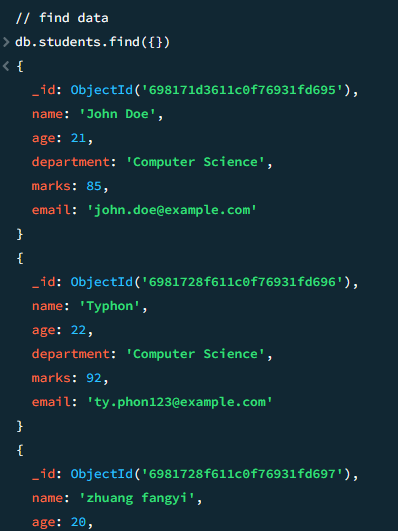 // find data
> db.students.find({})
< {
_id: ObjectId('698171d3611c0f76931fd695'),
name: 'John Doe',
age: 21,
department: 'Computer Science',
marks: 85,
email: 'john.doe@example.com'
}
{
_id: ObjectId('6981728f611c0f76931fd696'),
name: 'Typhon',
age: 22,
department: 'Computer Science',
marks: 92,
email: 'ty.phon123@example.com'
}
{
_id: ObjectId('6981728f611c0f76931fd697'),
name: 'zhuang fangyi',
age: 20,